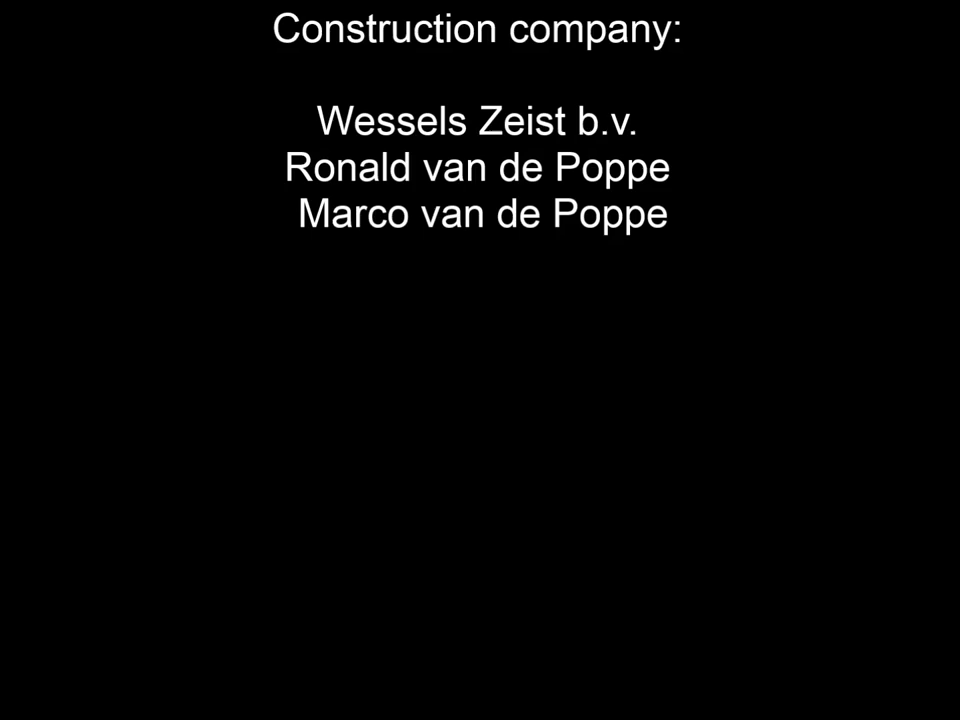 Construction company:
Wessels Zeist b.v.
Ronald van de Poppe
Marco van de Poppe